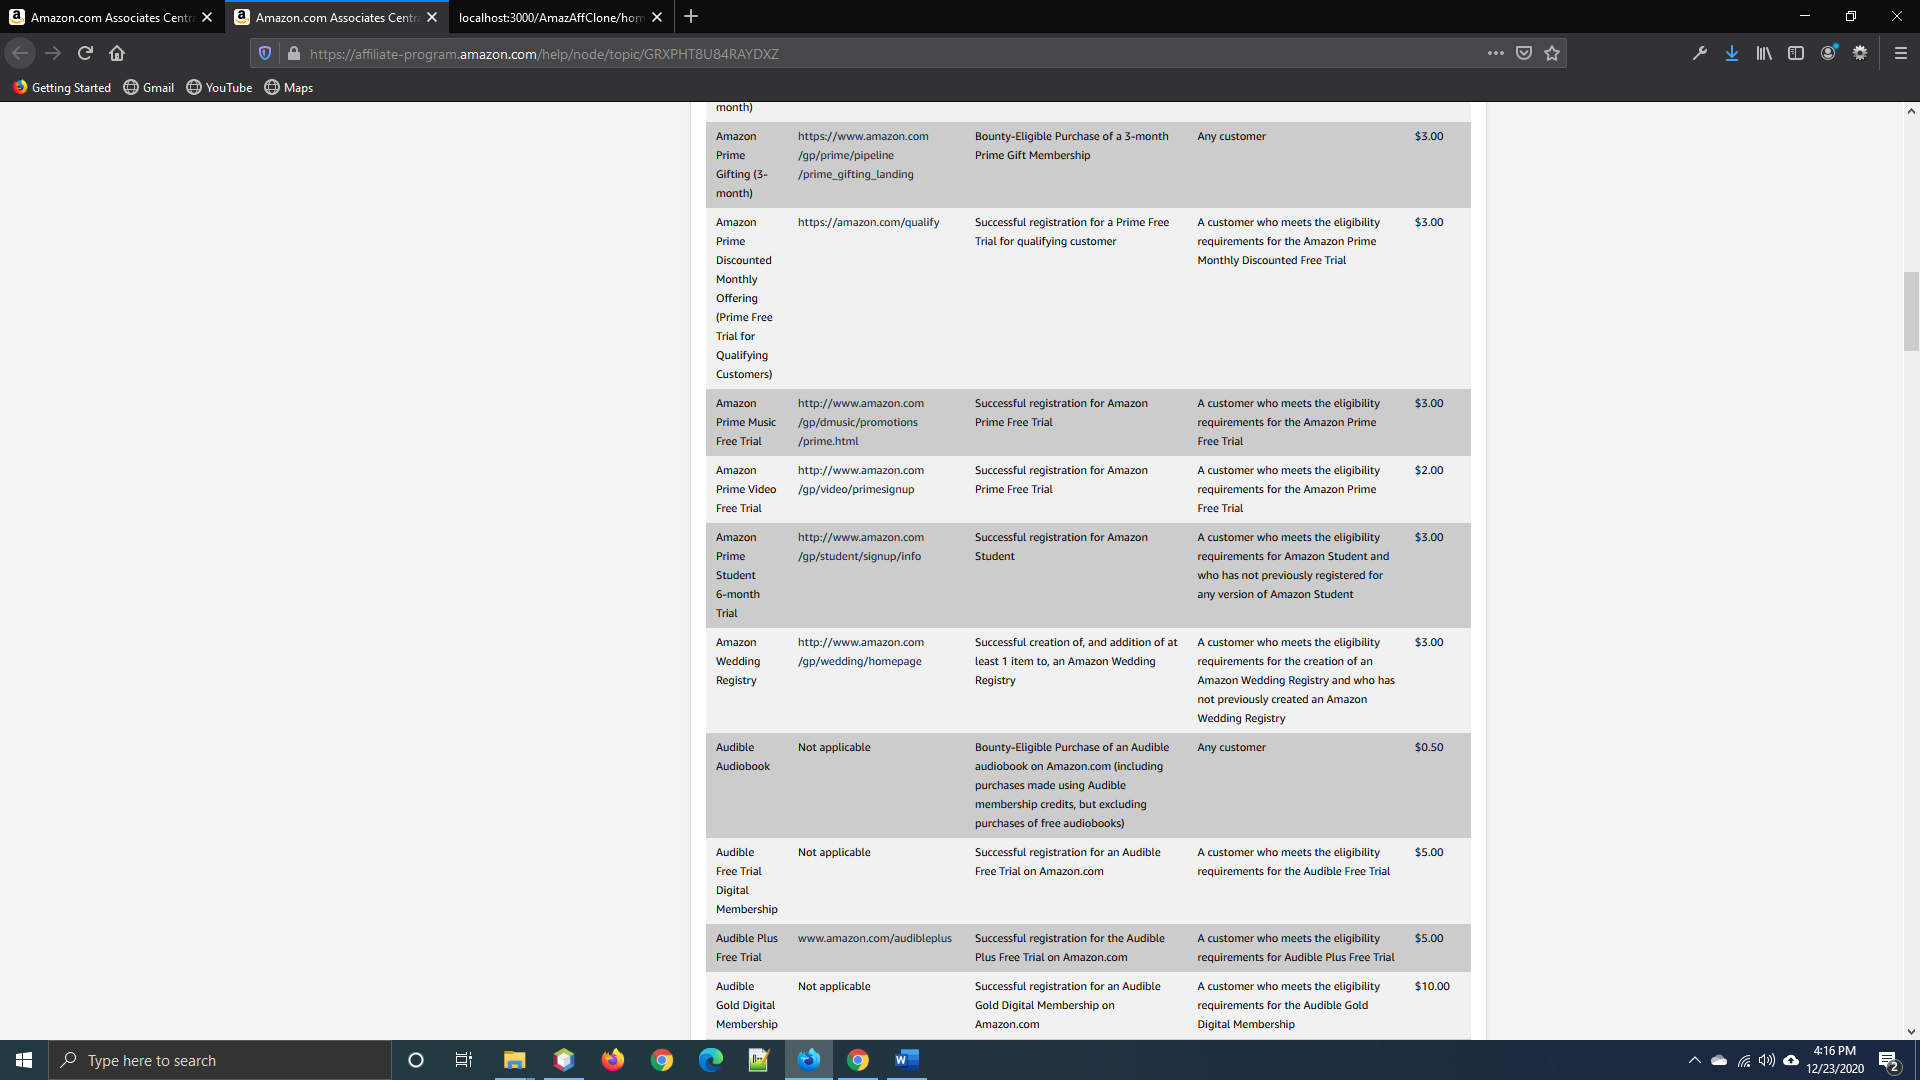 Amazon.com Associates Centr
Amazon.com Associates Centr
localhost:3000/AmazAffClone/hom
https://affiliate-program.amazon.com/help/node/topic/GRXPHT8U84RAYDXZ
Getting Started
Gmail
YouTube
Maps
month)
Amazon
Prime
Gifting (3-
month)
https://www.amazon.com
/gp/prime/pipeline
/prime_gifting_landing
Bounty-Eligible Purchase of a 3-month
Prime Gift Membership
Any customer
$3.00
Amazon
Prime
Discounted
Monthly
Offering
(Prime Free
Trial for
Qualifying
Customers)
https://amazon.com/qualify
Successful registration for a Prime Free
Trial for qualifying customer
A customer who meets the eligibility
requirements for the Amazon Prime
Monthly Discounted Free Trial
$3.00
Amazon
Prime Music
Free Trial
http://www.amazon.com
/gp/dmusic/promotions
/prime.html
Successful registration for Amazon
Prime Free Trial
A customer who meets the eligibility
requirements for the Amazon Prime
Free Trial
$3.00
Amazon
Prime Video
Free Trial
http://www.amazon.com
/gp/video/primesignup
Successful registration for Amazon
Prime Free Trial
A customer who meets the eligibility
requirements for the Amazon Prime
Free Trial
$2.00
Amazon
Prime
Student
6-month
Trial
http://www.amazon.com
/gp/student/signup/info
Successful registration for Amazon
Student
A customer who meets the eligibility
requirements for Amazon Student and
who has not previously registered for
any version of Amazon Student
$3.00
Amazon
Wedding
Registry
http://www.amazon.com
/gp/wedding/homepage
Successful creation of, and addition of at
least 1 item to, an Amazon Wedding
Registry
A customer who meets the eligibility
requirements for the creation of an
Amazon Wedding Registry and who has
not previously created an Amazon
Wedding Registry
$3.00
Audible
Audiobook
Not applicable
Bounty-Eligible Purchase of an Audible
audiobook on Amazon.com (including
purchases made using Audible
membership credits, but excluding
purchases of free audiobooks)
Any customer
$0.50
Audible
Free Trial
Digital
Membership
Not applicable
Successful registration for an Audible
Free Trial on Amazon.com
A customer who meets the eligibility
requirements for the Audible Free Trial
$5.00
Audible Plus
Free Trial
www.amazon.com/audibleplus
Successful registration for the Audible
Plus Free Trial on Amazon.com
A customer who meets the eligibility
requirements for Audible Plus Free Trial
$5.00
Audible
Gold Digital
Membership
Not applicable
Successful registration for an Audible
Gold Digital Membership on
Amazon.com
A customer who meets the eligibility
requirements for the Audible Gold
Digital Membership
$10.00
Type here to search
4:16 PM
12/23/2020
2